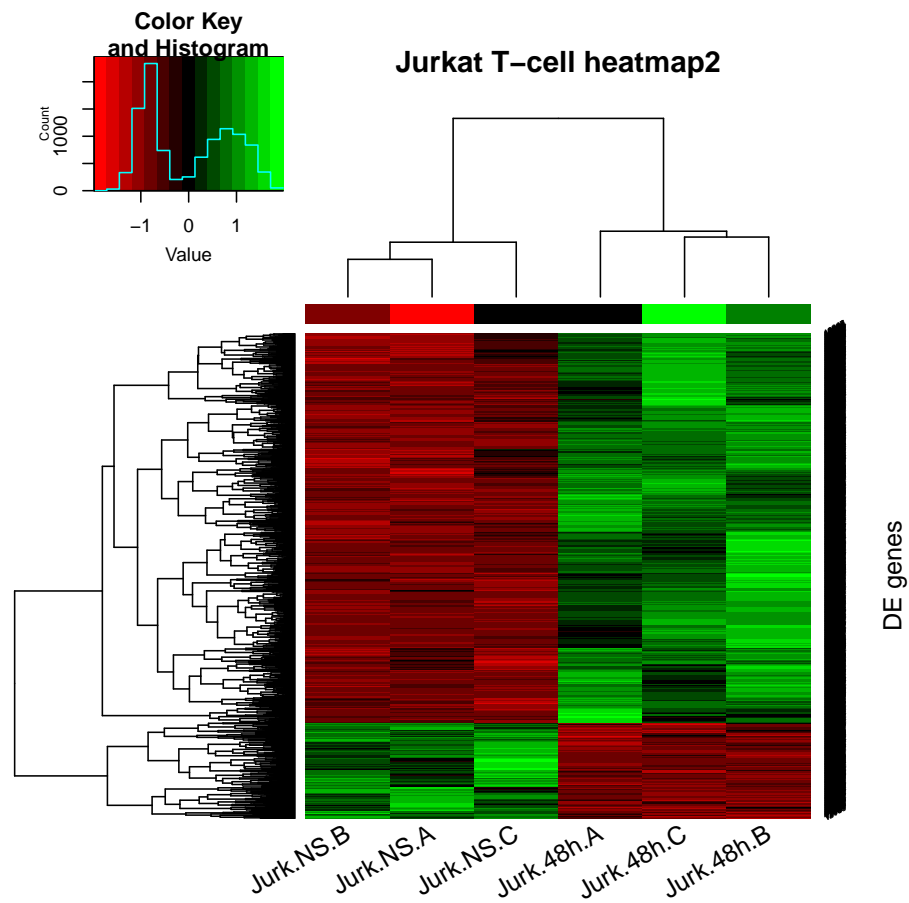 Color Key
and Histogram
Jurkat T−cell heatmap2
Count
0
1000
−1
0
1
Value
DE genes
Jurk.NS.B
Jurk.NS.A
Jurk.NS.C
Jurk.48h.A
Jurk.48h.C
Jurk.48h.B